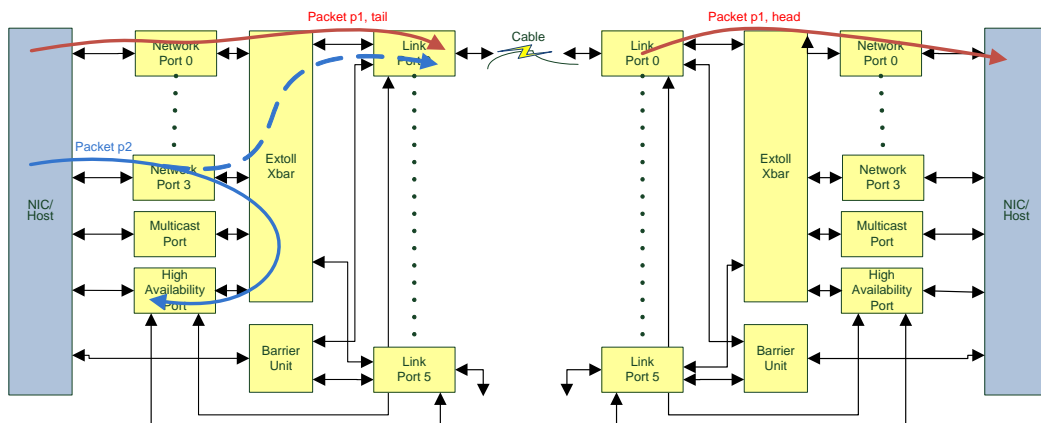 Packet p1, tail
Packet p1, head
Cable
Network
Port 0
Link
Port
Link
Port 0
Network
Port 0
Packet p2
Network
Port 3
Extoll
Xbar
Extoll
Xbar
Network
Port 3
NIC/
Host
NIC/
Host
Multicast
Port
Multicast
Port
High
Availability
Port
High
Availability
Port
Barrier
Unit
Link
Port 5
Link
Port 5
Barrier
Unit